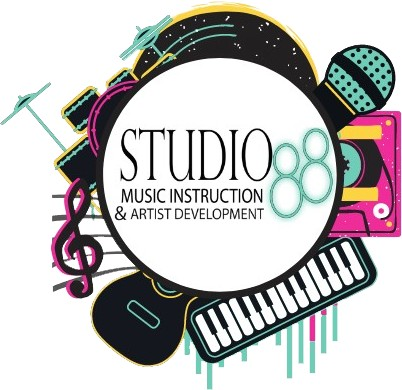 STUDIO 88
MUSIC INSTRUCTION
& ARTIST DEVELOPMENT